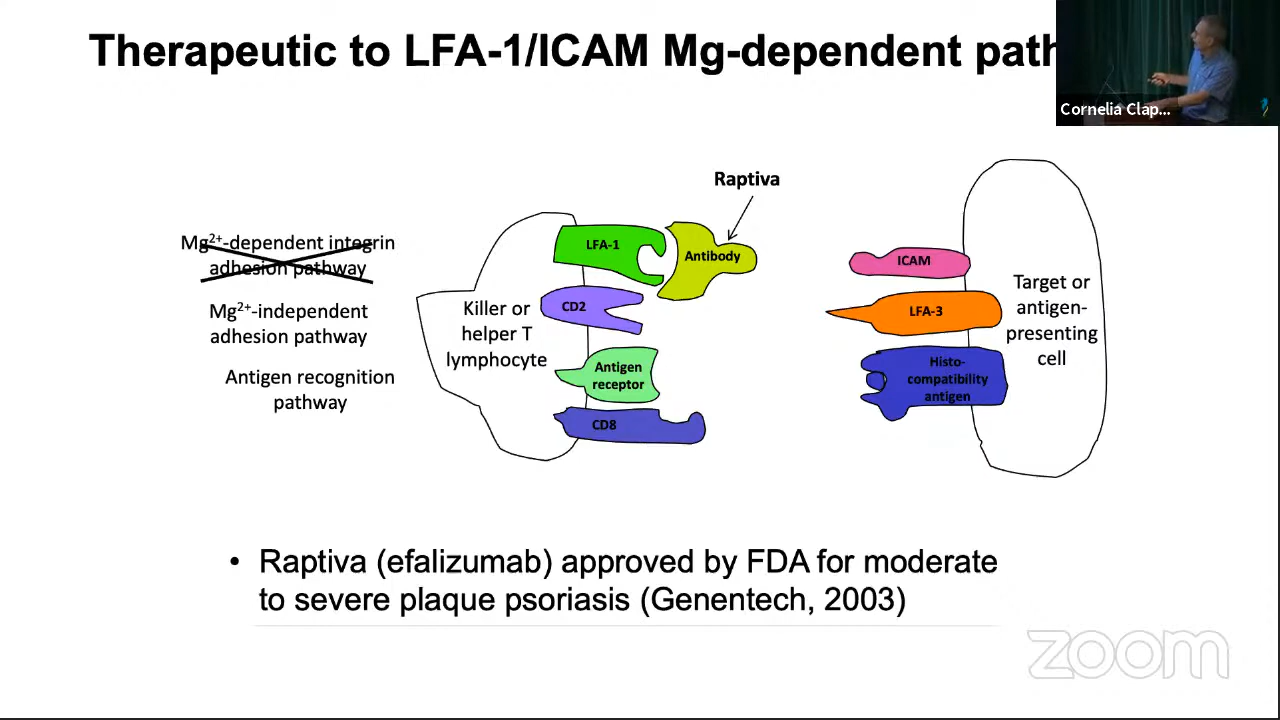 Therapeutic to LFA-1/ICAM Mg-dependent path
Cornelia Clap...
Raptiva
Mg²⁺-dependent integrin
adhesion pathway
Mg²⁺-independent
adhesion pathway
Antigen recognition
pathway
Killer or
helper T
lymphocyte
LFA-1
Antibody
CD2
Antigen
receptor
CD8
ICAM
LFA-3
Histo-
compatibility
antigen
Target or
antigen-
presenting
cell
• Raptiva (efalizumab) approved by FDA for moderate
to severe plaque psoriasis (Genentech, 2003)
zoom